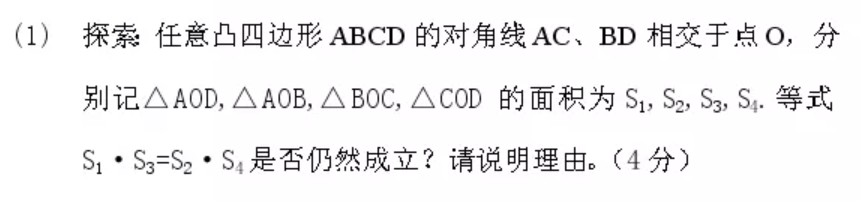 (1) 探索: 任意凸四边形 ABCD 的对角线 AC、BD 相交于点 O，分
别记△AOD,△AOB,△BOC,△COD 的面积为 S₁,S₂,S₃,S₄. 等式
S₁·S₃=S₂·S₄是否仍然成立？请说明理由。(4 分)